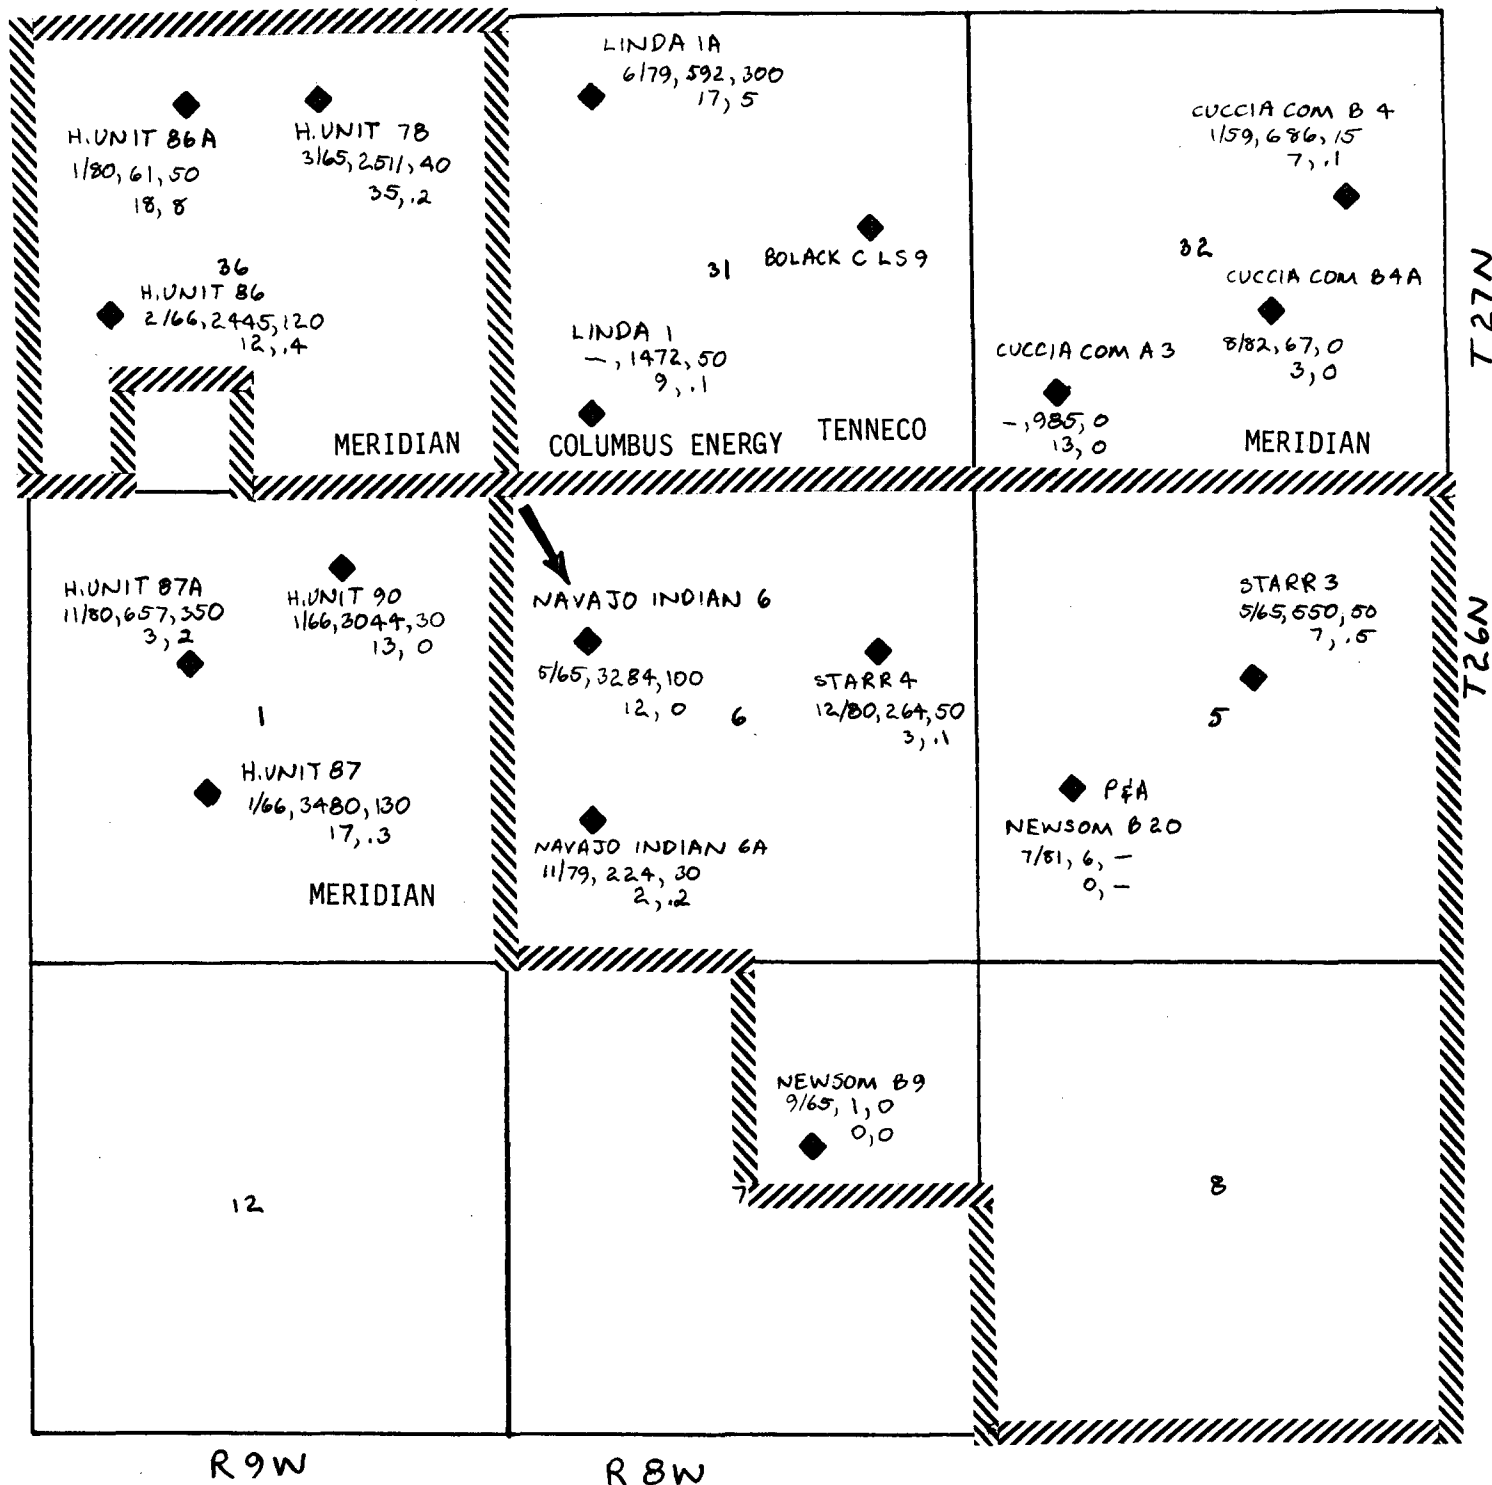 LINDA 1A
6/79, 592, 300
17, 5
H.UNIT 86A
1/80, 61, 50
18, 8
H.UNIT 78
3/65, 2511, 40
35, .2
CUCCIA COM B 4
1/59, 686, 15
7, .1
36
H.UNIT 86
2/66, 2445, 120
12, .4
31
BOLACK C LS 9
32
CUCCIA COM B4A
8/82, 67, 0
3, 0
LINDA 1
-, 1472, 50
9, .1
CUCCIA COM A 3
-, 985, 0
13, 0
MERIDIAN
COLUMBUS ENERGY
TENNECO
MERIDIAN
T 27N
H.UNIT 87A
11/80, 657, 350
3, 2
H.UNIT 90
1/66, 3044, 30
13, 0
NAVAJO INDIAN 6
5/65, 3284, 100
12, 0
6
STARR 4
12/80, 264, 50
3, .1
STARR 3
5/65, 550, 50
7, .5
T26N
1
5
H.UNIT 87
1/66, 3480, 130
17, .3
NAVAJO INDIAN 6A
11/79, 224, 30
2, .2
P&A
NEWSOM B 20
7/81, 6, -
0, -
MERIDIAN
NEWSOM B9
9/65, 1, 0
0, 0
12
7
8
R 9W
R 8W